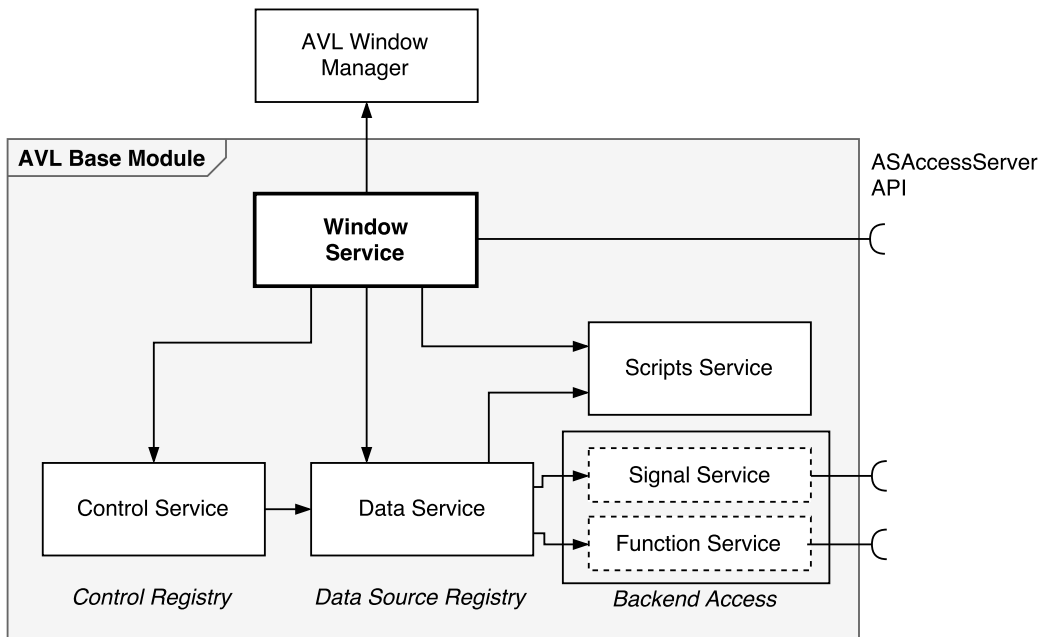 AVL Window
Manager
AVL Base Module
ASAccessServer
API
Window
Service
Scripts Service
Signal Service
Control Service
Data Service
Function Service
Control Registry
Data Source Registry
Backend Access